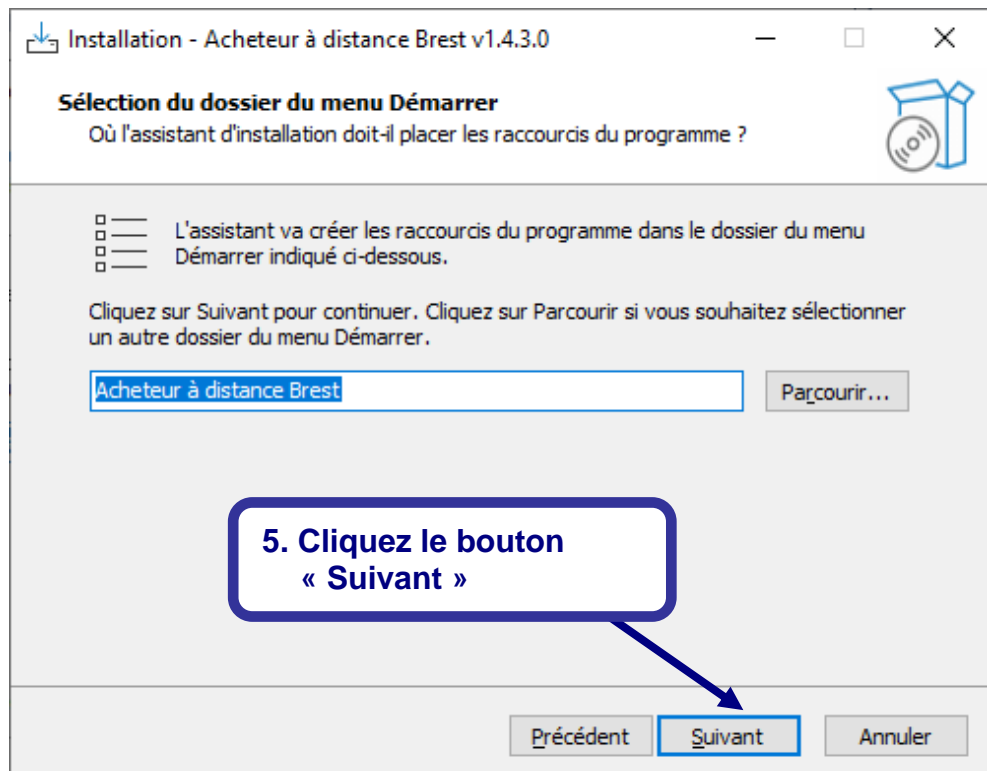 Installation - Acheteur à distance Brest v1.4.3.0
Sélection du dossier du menu Démarrer
Où l'assistant d'installation doit-il placer les raccourcis du programme ?
L'assistant va créer les raccourcis du programme dans le dossier du menu
Démarrer indiqué ci-dessous.
Cliquez sur Suivant pour continuer. Cliquez sur Parcourir si vous souhaitez sélectionner
un autre dossier du menu Démarrer.
Acheteur à distance Brest
Parcourir...
5. Cliquez le bouton
« Suivant »
Précédent
Suivant
Annuler